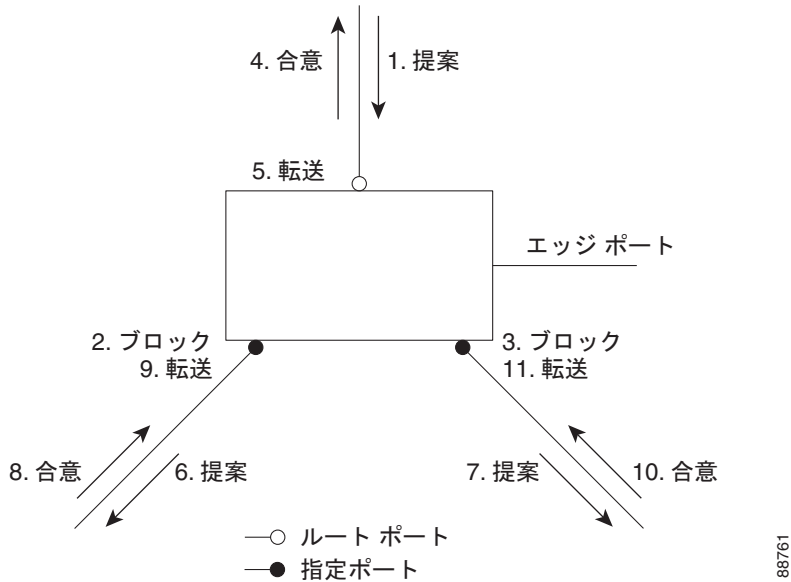 4. 合意
1. 提案
5. 転送
エッジ ポート
2. ブロック
9. 転送
3. ブロック
11. 転送
8. 合意
6. 提案
7. 提案
10. 合意
ルート ポート
指定ポート
88761